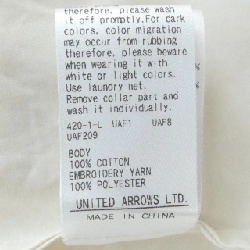 therefore, please wash
it off promptly.For dark
colors, color migration
may occur from rubbing
therefore, please beware
when wearing it with
white or light colors.
Use laundry net.
Remove collar part and
wash it individually.
420-1-L UAF1 UAF8
UAF209
BODY
100% COTTON
EMBROIDERY YARN
100% POLYESTER
UNITED ARROWS LTD.
MADE IN CHINA